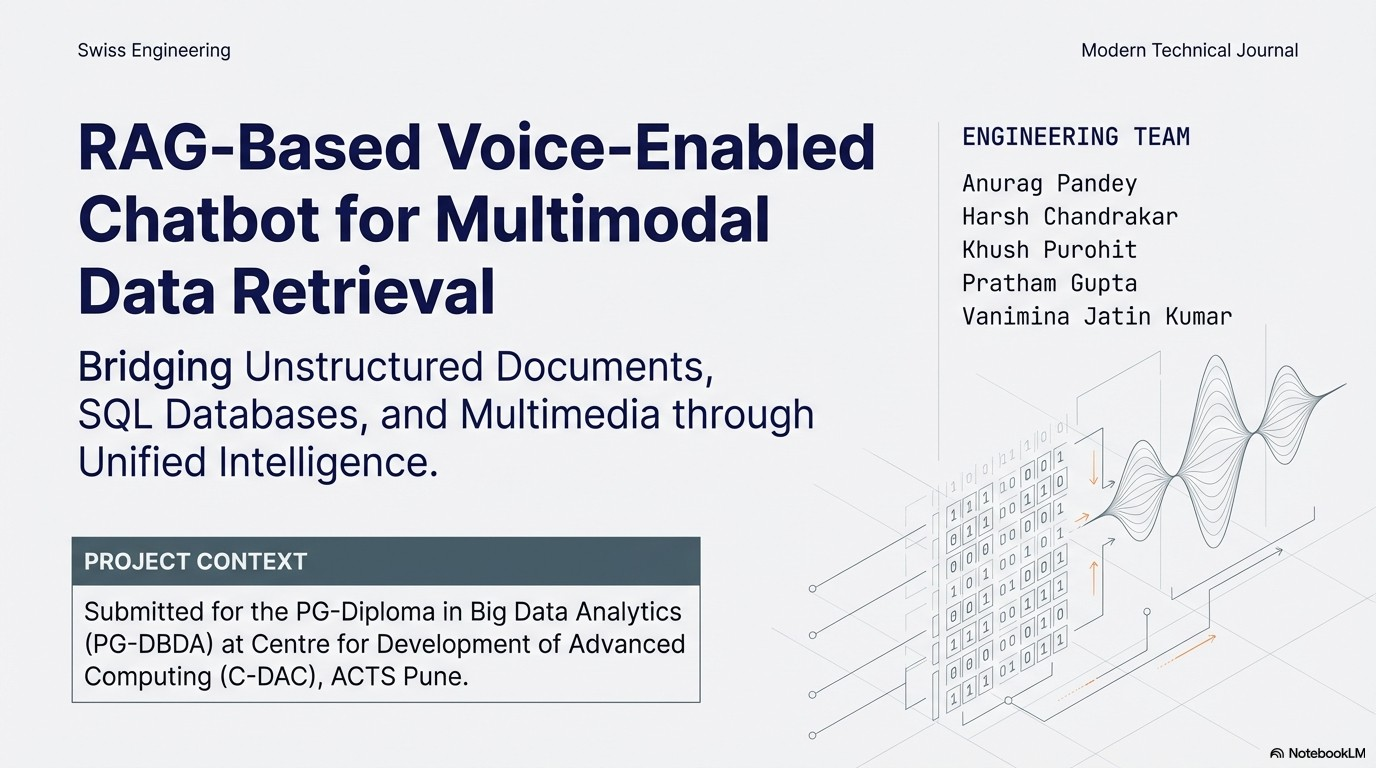 Swiss Engineering
Modern Technical Journal
RAG-Based Voice-Enabled
Chatbot for Multimodal
Data Retrieval
Bridging Unstructured Documents,
SQL Databases, and Multimedia through
Unified Intelligence.
PROJECT CONTEXT
Submitted for the PG-Diploma in Big Data Analytics
(PG-DBDA) at Centre for Development of Advanced
Computing (C-DAC), ACTS Pune.
ENGINEERING TEAM
Anurag Pandey
Harsh Chandrakar
Khush Purohit
Pratham Gupta
Vanimina Jatin Kumar
NotebookLM